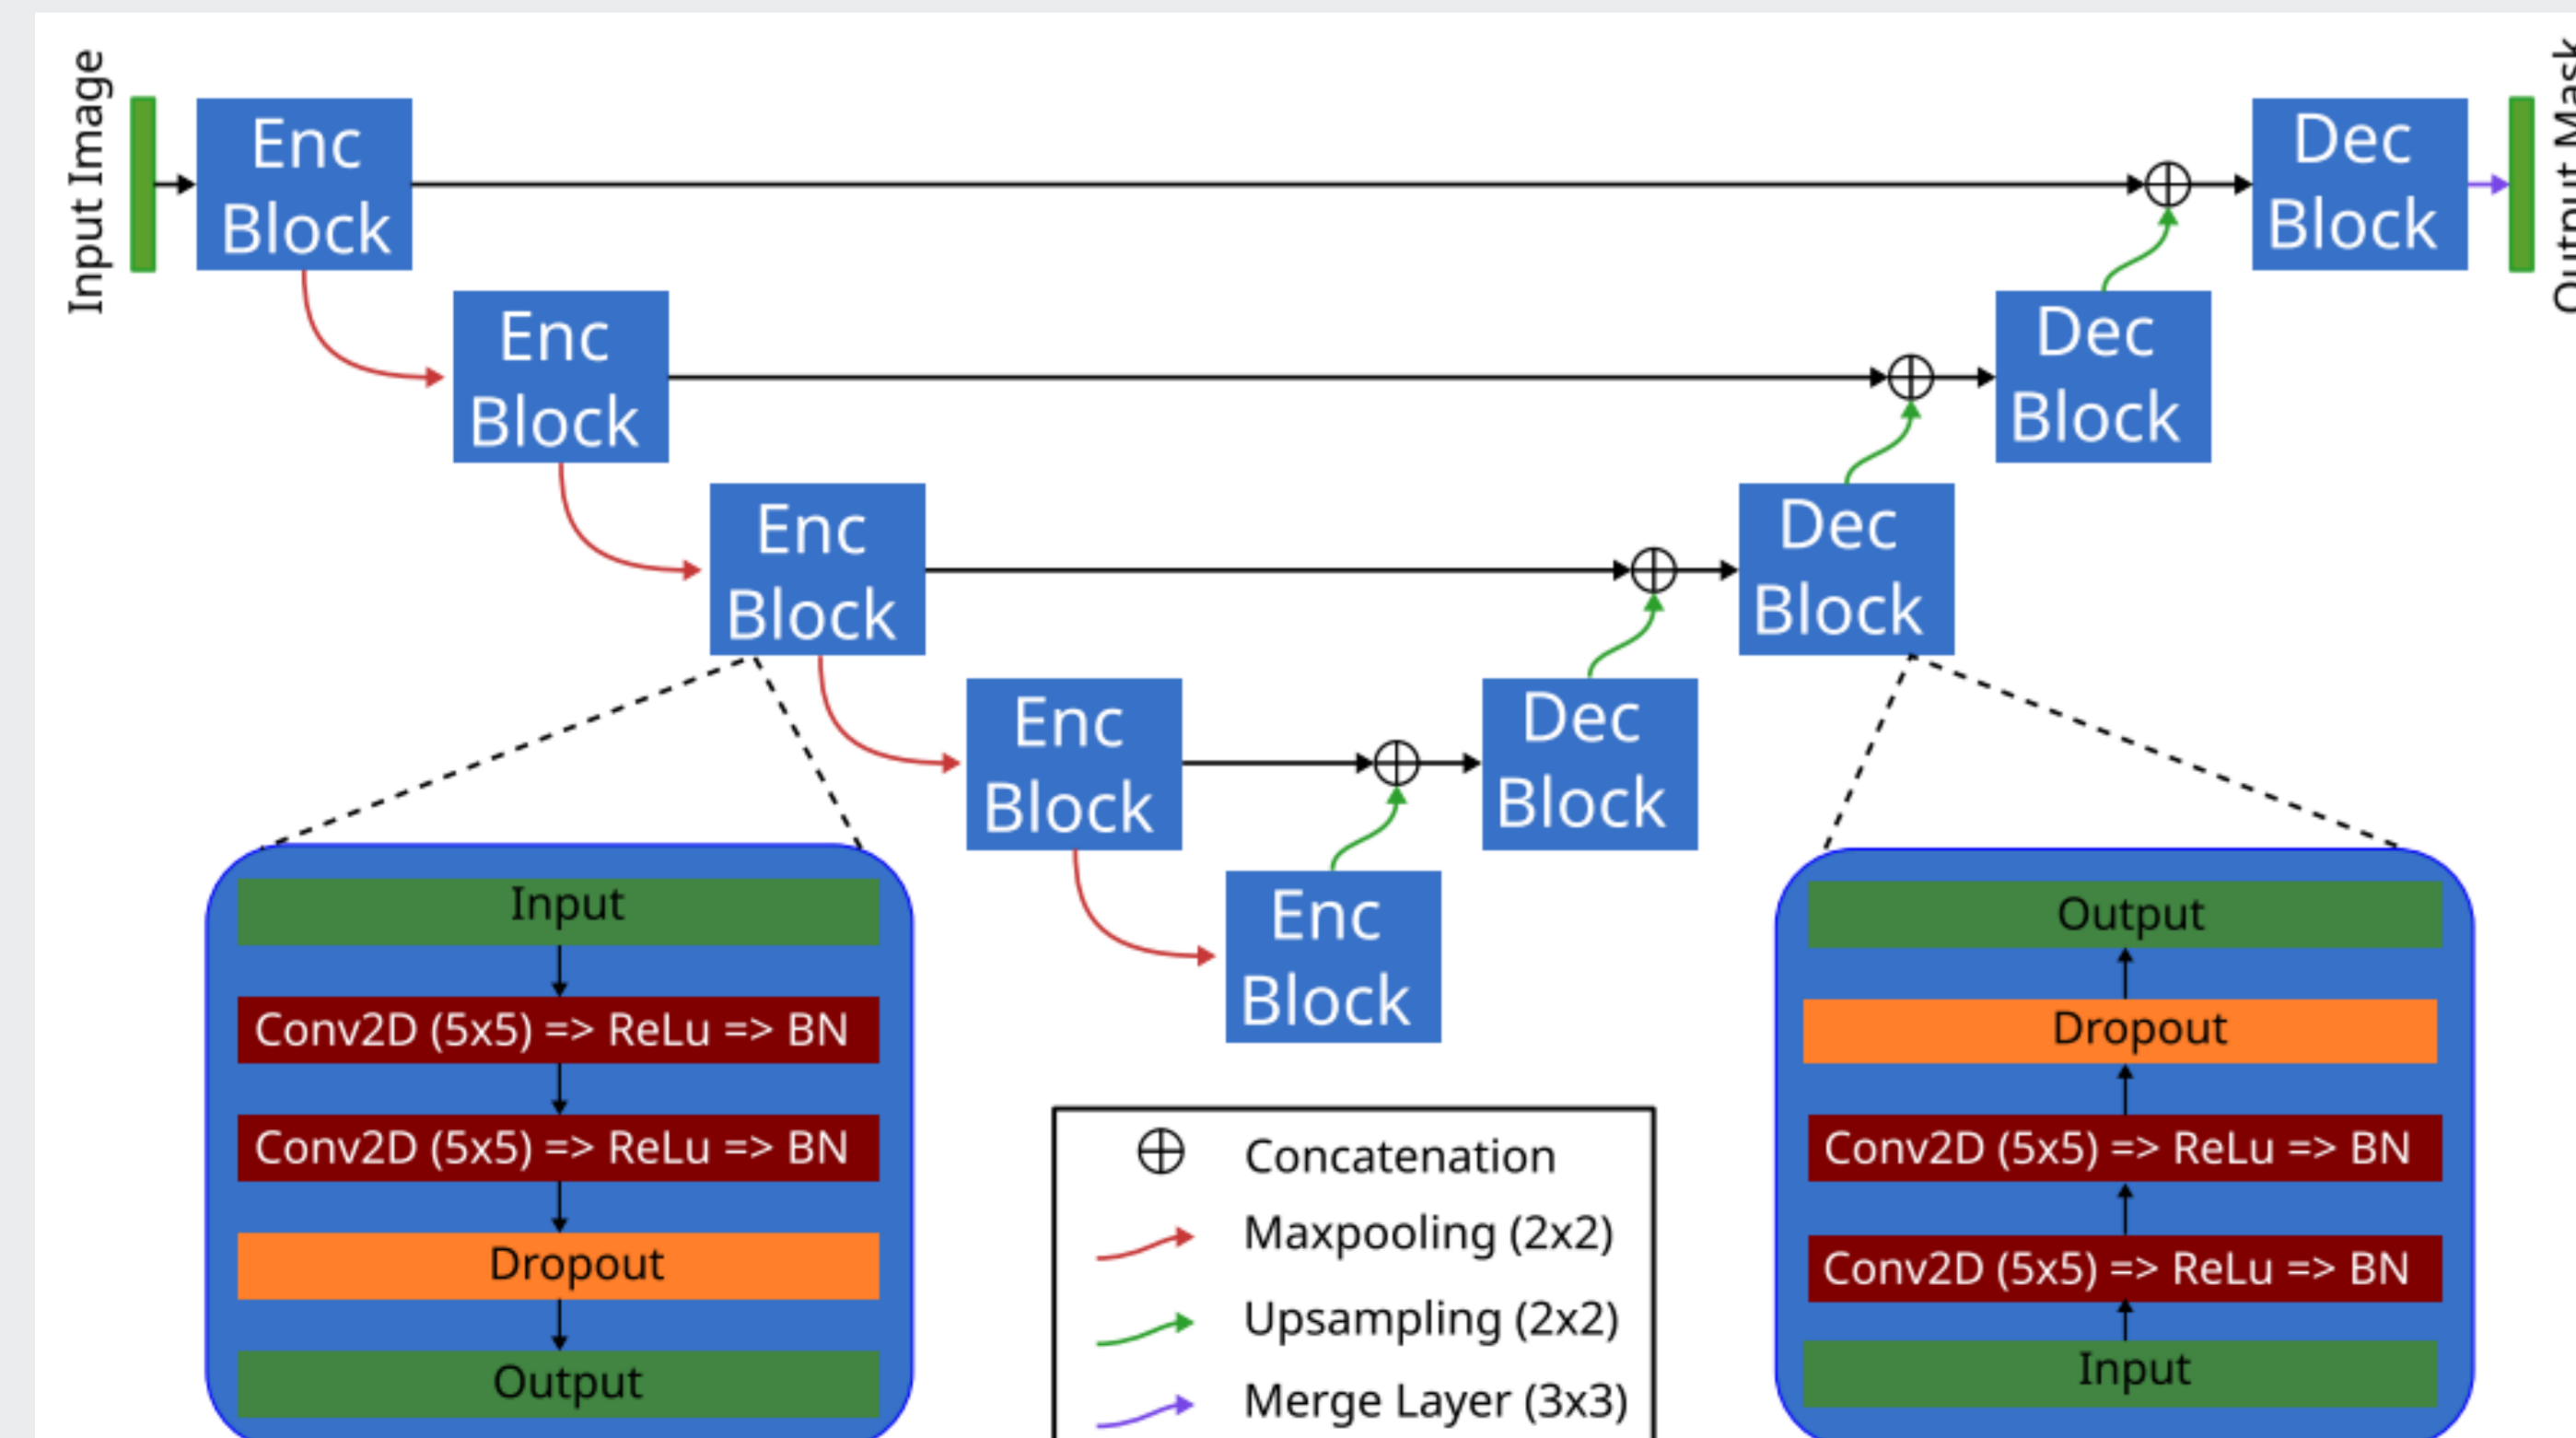 Input Image
Enc
Block
Dec
Block
Output Mask
Enc
Block
Dec
Block
Enc
Block
Dec
Block
Enc
Block
Dec
Block
Enc
Block
Input
Conv2D (5x5) => ReLu => BN
Conv2D (5x5) => ReLu => BN
Dropout
Output
Concatenation
Maxpooling (2x2)
Upsampling (2x2)
Merge Layer (3x3)
Output
Dropout
Conv2D (5x5) => ReLu => BN
Conv2D (5x5) => ReLu => BN
Input